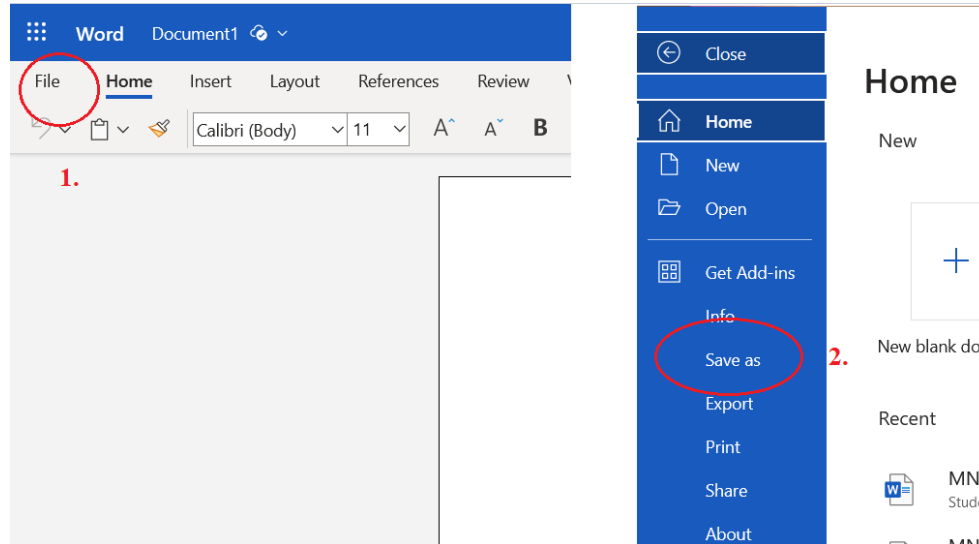 Word Document1
File Home Insert Layout References Review
Calibri (Body) 11 A A B
1.
Close
Home
New
Open
Get Add-ins
Info
Save as
Export
Print
Share
About
2.
Home
New
New blank do
Recent
W MN
Stude
MN